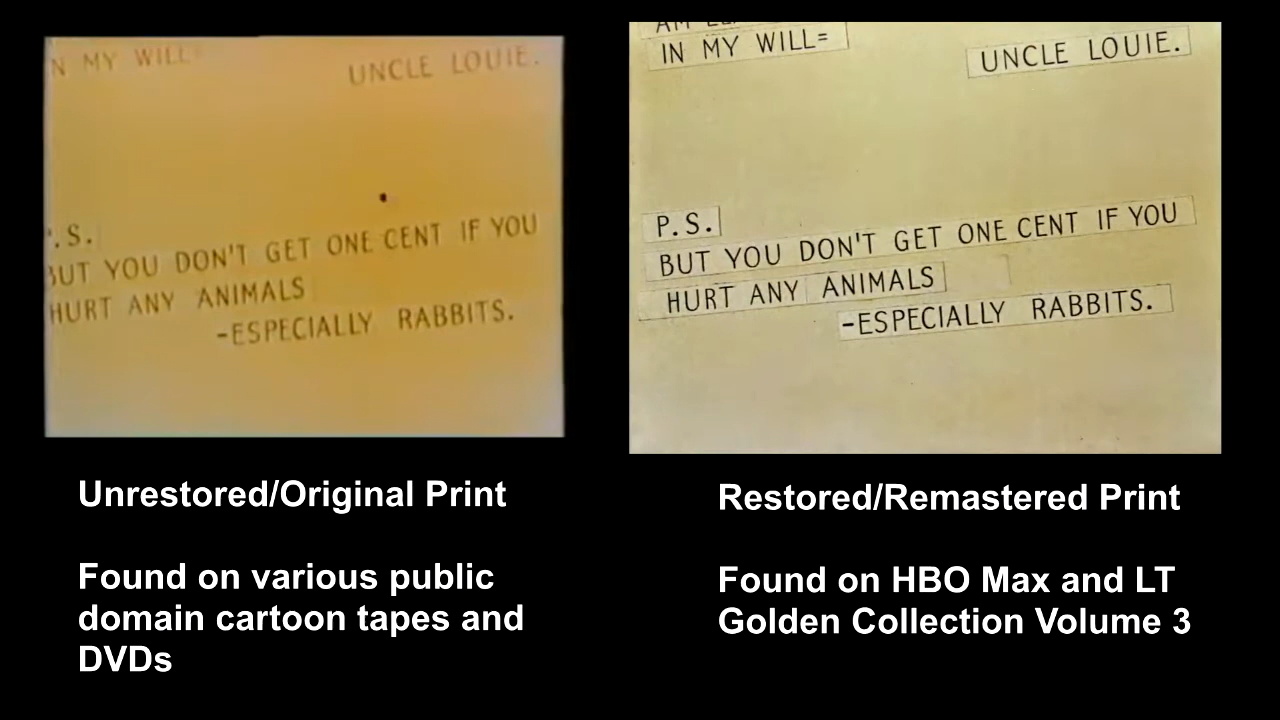 N MY WILL=
UNCLE LOUIE.
. S.
BUT YOU DON'T GET ONE CENT IF YOU
HURT ANY ANIMALS
-ESPECIALLY RABBITS.
Unrestored/Original Print
Found on various public
domain cartoon tapes and
DVDs
IN MY WILL=
UNCLE LOUIE.
P.S.
BUT YOU DON'T GET ONE CENT IF YOU
HURT ANY ANIMALS
-ESPECIALLY RABBITS.
Restored/Remastered Print
Found on HBO Max and LT
Golden Collection Volume 3